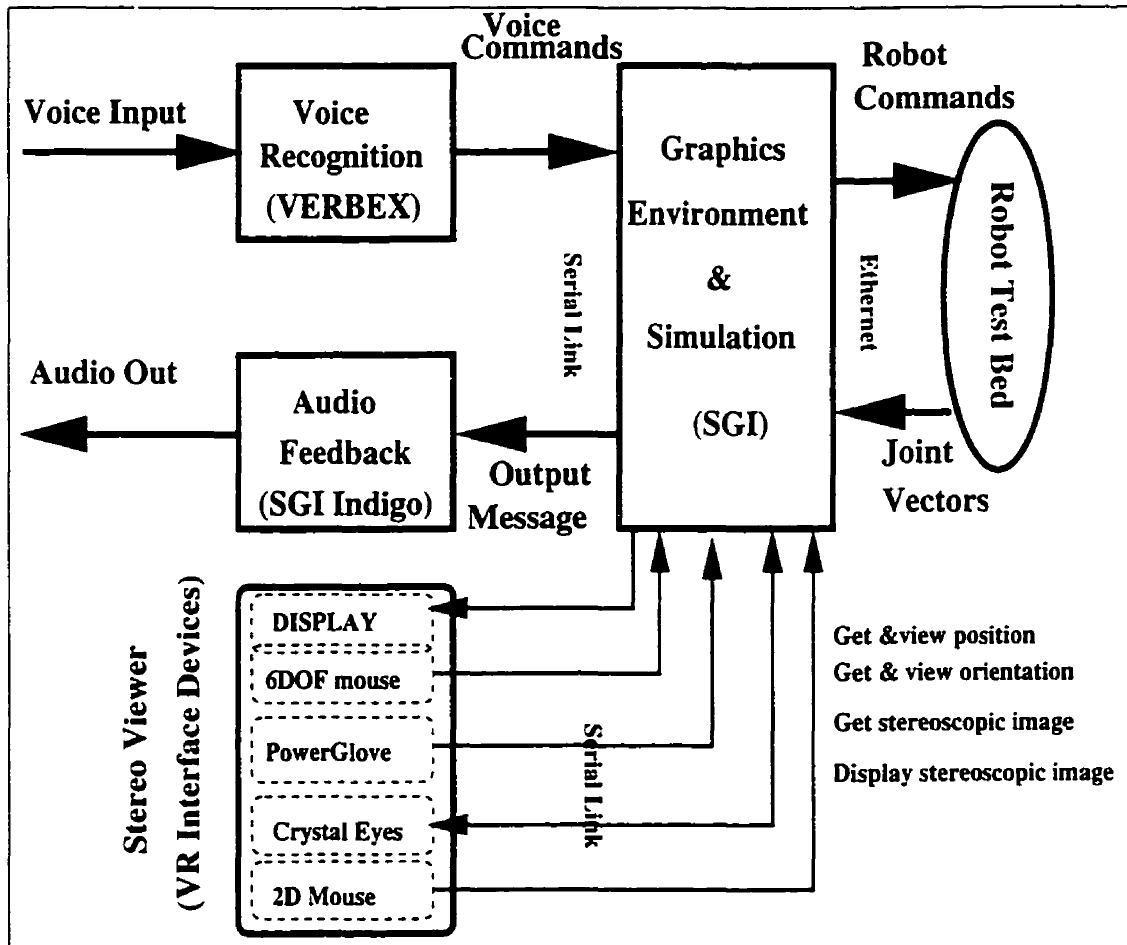 Voice
Commands
Robot
Commands
Voice Input
Voice
Recognition
(VERBEX)
Graphics
Environment
&
Simulation
(SGI)
Serial Link
Ethernet
Robot Test Bed
Audio Out
Audio
Feedback
(SGI Indigo)
Output
Message
Joint
Vectors
Stereo Viewer
(VR Interface Devices)
DISPLAY
6DOF mouse
PowerGlove
Crystal Eyes
2D Mouse
Serial Link
Get &view position
Get & view orientation
Get stereoscopic image
Display stereoscopic image